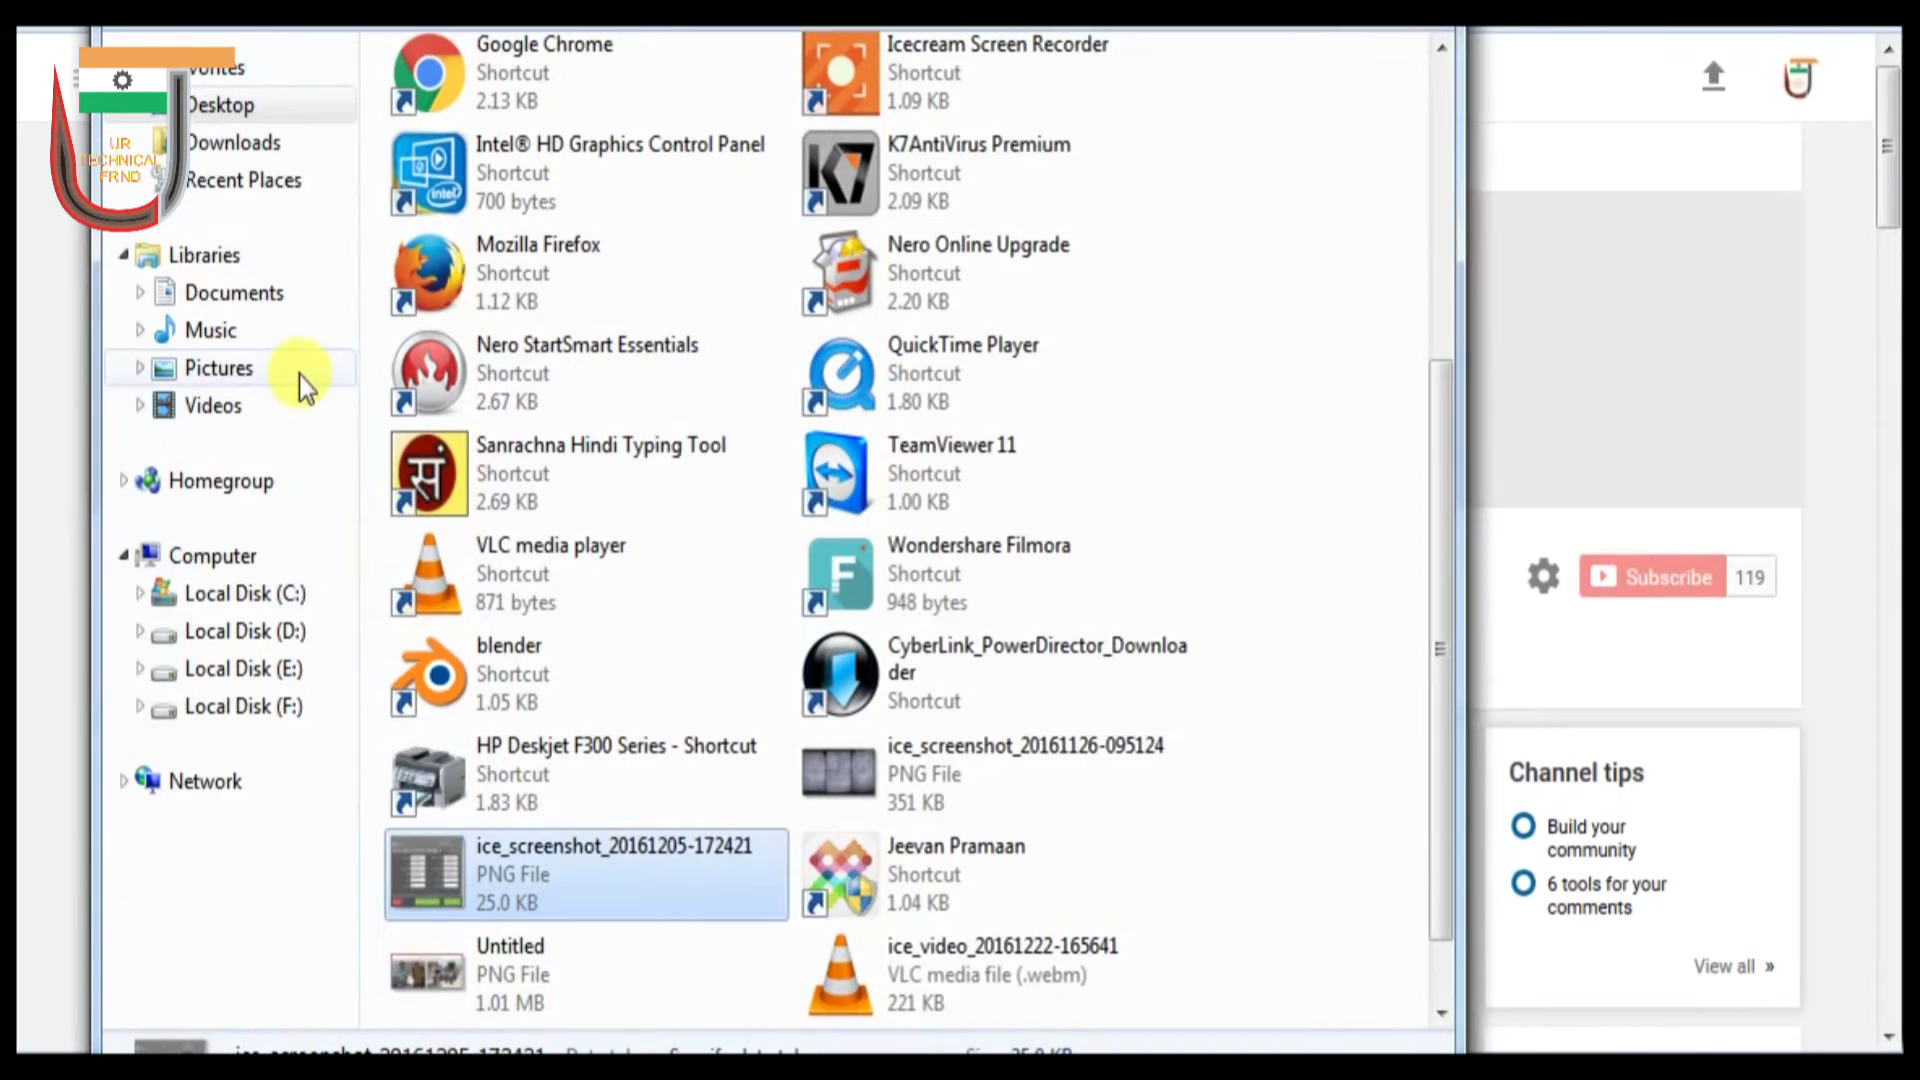 UR
TECHNICAL
FRND
Desktop
Downloads
Recent Places
Libraries
Documents
Music
Pictures
Videos
Homegroup
Computer
Local Disk (C:)
Local Disk (D:)
Local Disk (E:)
Local Disk (F:)
Network
Google Chrome
Shortcut
2.13 KB
Icecream Screen Recorder
Shortcut
1.09 KB
Intel® HD Graphics Control Panel
Shortcut
700 bytes
intel
K7AntiVirus Premium
Shortcut
2.09 KB
K7
Mozilla Firefox
Shortcut
1.12 KB
Nero Online Upgrade
Shortcut
2.20 KB
Nero StartSmart Essentials
Shortcut
2.67 KB
QuickTime Player
Shortcut
1.80 KB
सं
Sanrachna Hindi Typing Tool
Shortcut
2.69 KB
TeamViewer 11
Shortcut
1.00 KB
VLC media player
Shortcut
871 bytes
F
Wondershare Filmora
Shortcut
948 bytes
blender
Shortcut
1.05 KB
CyberLink_PowerDirector_Downloa
der
Shortcut
HP Deskjet F300 Series - Shortcut
Shortcut
1.83 KB
ice_screenshot_20161126-095124
PNG File
351 KB
ice_screenshot_20161205-172421
PNG File
25.0 KB
Jeevan Pramaan
Shortcut
1.04 KB
Untitled
PNG File
1.01 MB
ice_video_20161222-165641
VLC media file (.webm)
221 KB
Subscribe 119
Channel tips
Build your
community
6 tools for your
comments
View all »